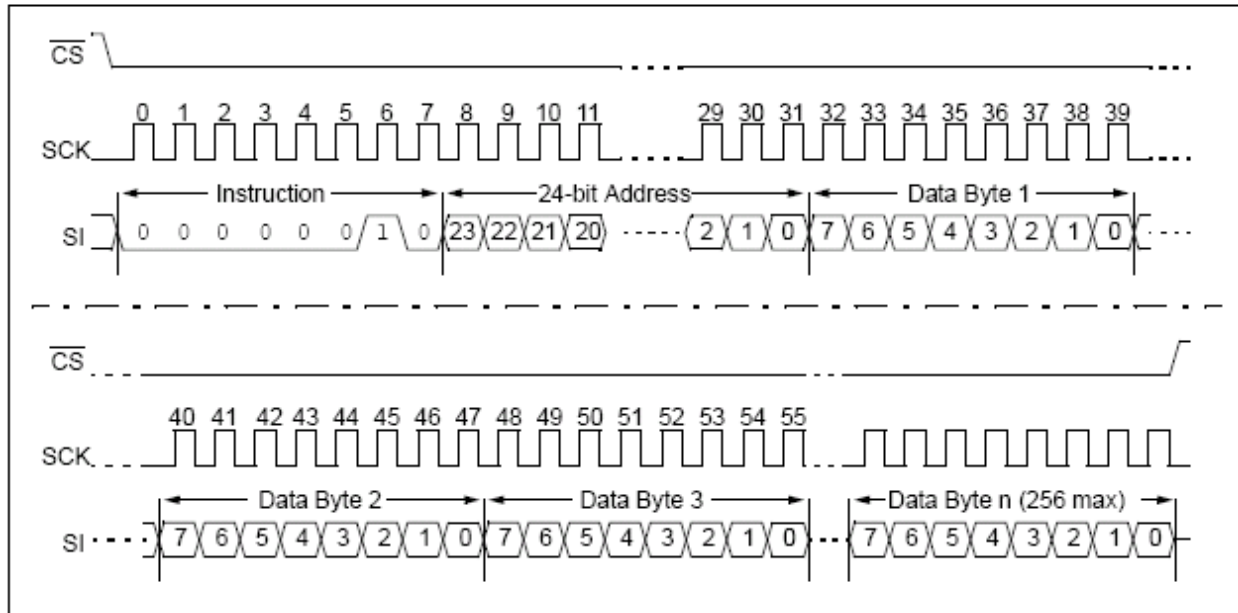 CS
0 1 2 3 4 5 6 7 8 9 10 11 29 30 31 32 33 34 35 36 37 38 39
SCK
Instruction 24-bit Address Data Byte 1
SI 0 0 0 0 0 0 1 0 23 22 21 20 2 1 0 7 6 5 4 3 2 1 0
CS
40 41 42 43 44 45 46 47 48 49 50 51 52 53 54 55
SCK
Data Byte 2 Data Byte 3 Data Byte n (256 max)
SI 7 6 5 4 3 2 1 0 7 6 5 4 3 2 1 0 7 6 5 4 3 2 1 0